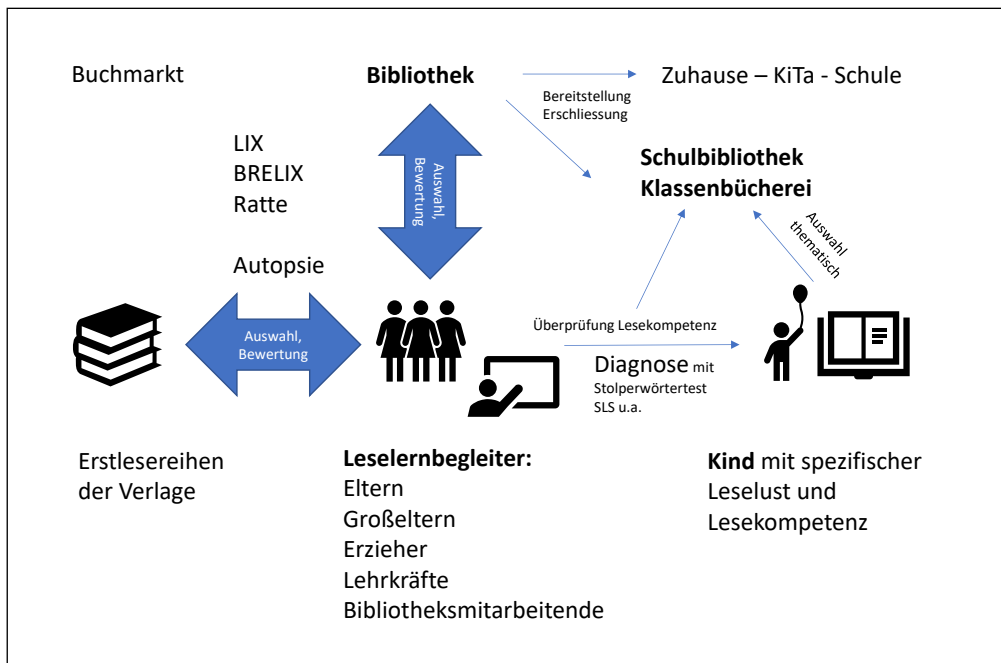 Buchmarkt
Bibliothek
Zuhause – KiTa - Schule
Bereitstellung
Erschliessung
LIX
BRELIX
Ratte
Auswahl,
Bewertung
Schulbibliothek
Klassenbücherei
Auswahl
thematisch
Autopsie
Auswahl,
Bewertung
Überprüfung Lesekompetenz
Diagnose mit
Stolperwörtertest
SLS u.a.
Erstlesereihen
der Verlage
Leselernbegleiter:
Eltern
Großeltern
Erzieher
Lehrkräfte
Bibliotheksmitarbeitende
Kind mit spezifischer
Leselust und
Lesekompetenz